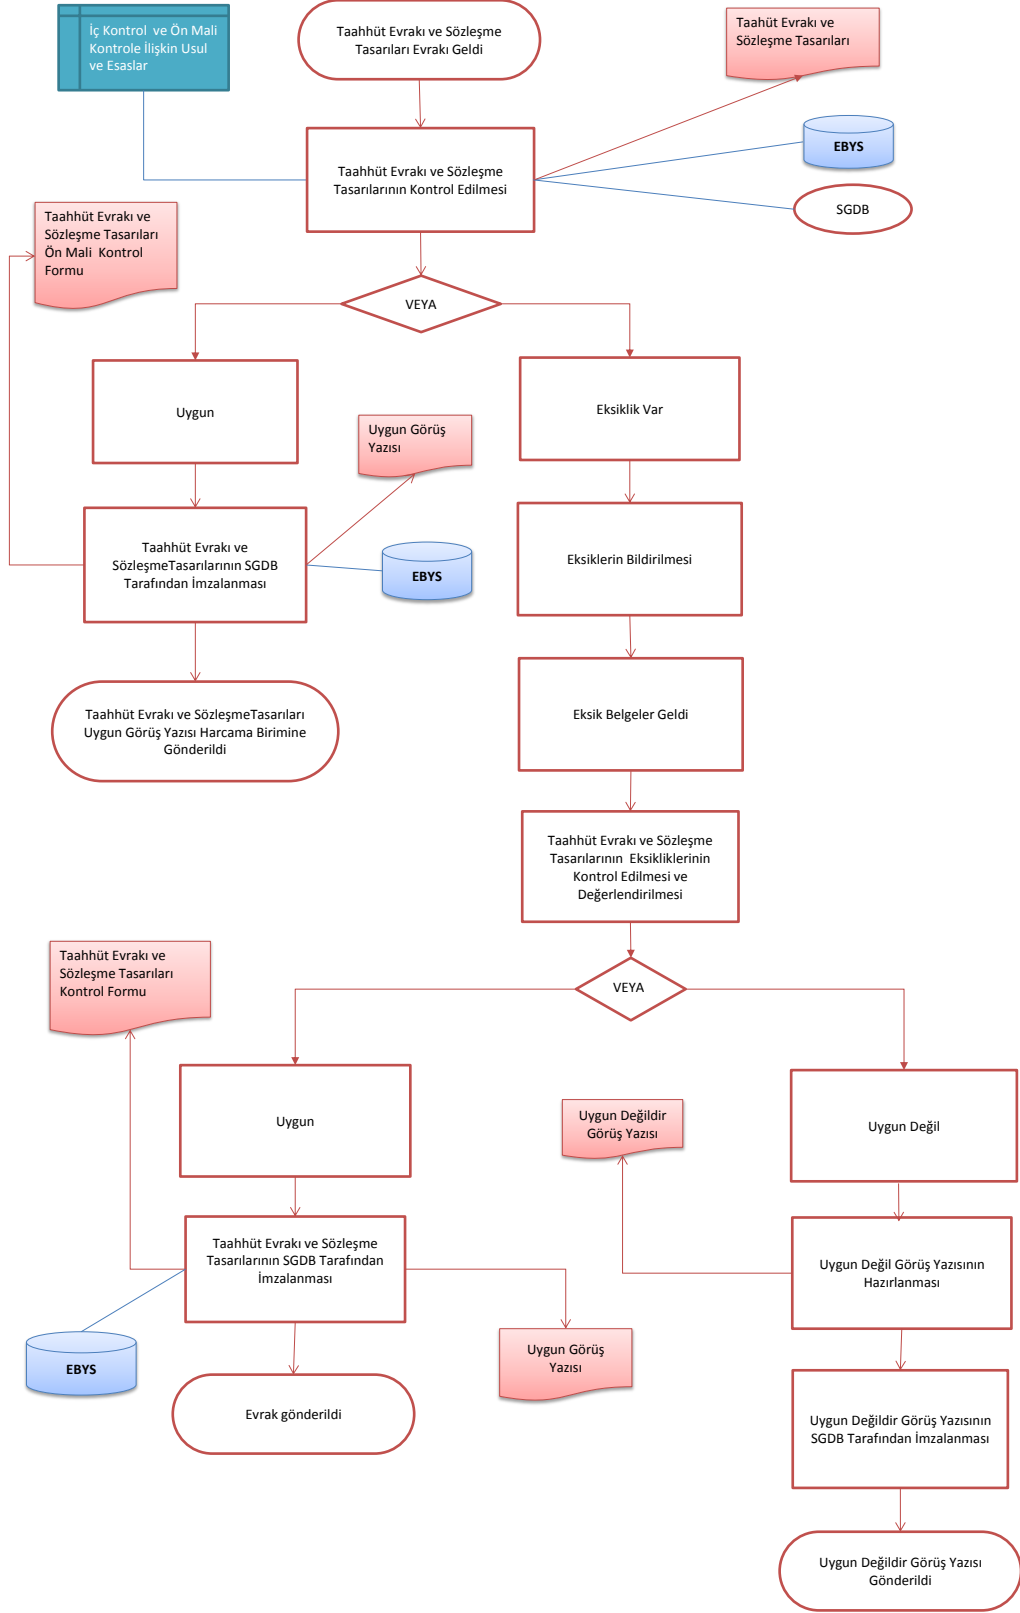 İç Kontrol ve Ön Mali
Kontrole İlişkin Usul
ve Esaslar
Taahhüt Evrakı ve Sözleşme
Tasarıları Evrakı Geldi
Taahüt Evrakı ve
Sözleşme Tasarıları
EBYS
Taahhüt Evrakı ve Sözleşme
Tasarılarının Kontrol Edilmesi
SGDB
Taahhüt Evrakı ve
Sözleşme Tasarıları
Ön Mali Kontrol
Formu
VEYA
Uygun
Eksiklik Var
Uygun Görüş
Yazısı
Taahhüt Evrakı ve
SözleşmeTasarılarının SGDB
Tarafından İmzalanması
EBYS
Eksiklerin Bildirilmesi
Taahhüt Evrakı ve SözleşmeTasarıları
Uygun Görüş Yazısı Harcama Birimine
Gönderildi
Eksik Belgeler Geldi
Taahhüt Evrakı ve Sözleşme
Tasarılarının Eksikliklerinin
Kontrol Edilmesi ve
Değerlendirilmesi
Taahhüt Evrakı ve
Sözleşme Tasarıları
Kontrol Formu
VEYA
Uygun
Uygun Değildir
Görüş Yazısı
Uygun Değil
Taahhüt Evrakı ve Sözleşme
Tasarılarının SGDB Tarafından
İmzalanması
Uygun Değil Görüş Yazısının
Hazırlanması
EBYS
Uygun Görüş
Yazısı
Evrak gönderildi
Uygun Değildir Görüş Yazısının
SGDB Tarafından İmzalanması
Uygun Değildir Görüş Yazısı
Gönderildi